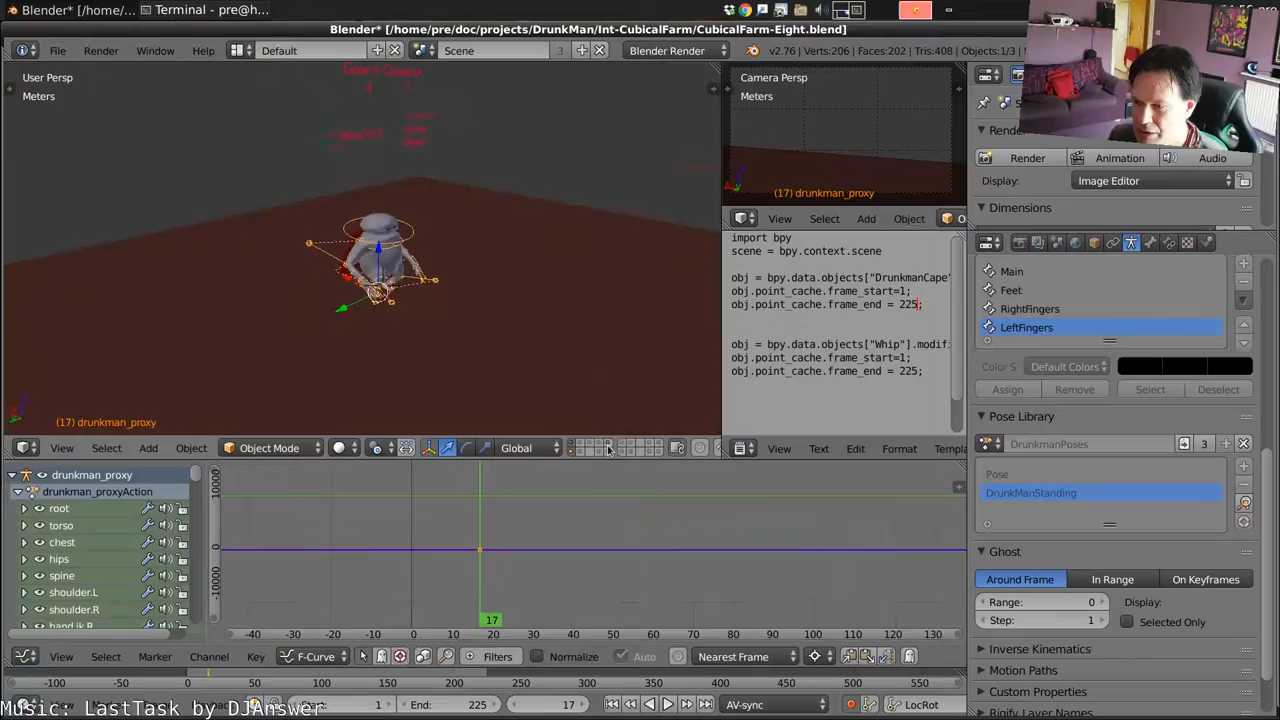 Blender* [/home/pre...
Terminal - pre@h...
Blender* [/home/pre/doc/projects/DrunkMan/Int-CubicalFarm/CubicalFarm-Eight.blend]
File Render Window Help Default Scene 3 Blender Render v2.76 | Verts:206 | Faces:202 | Tris:408 | Objects:1/3
User Persp
Meters
(17) drunkman_proxy
Camera Persp
Meters
(17) drunkman_proxy
View Select Add Object
import bpy
scene = bpy.context.scene
obj = bpy.data.objects["DrunkmanCape"
obj.point_cache.frame_start=1;
obj.point_cache.frame_end = 225;
obj = bpy.data.objects["Whip"].modifi
obj.point_cache.frame_start=1;
obj.point_cache.frame_end = 225;
View Select Add Object Object Mode Global
View Text Edit Format Templa
Render Animation Audio
Display: Image Editor
Dimensions
Main
Feet
RightFingers
LeftFingers
Color S Default Colors
Assign Remove Select Deselect
Pose Library
DrunkmanPoses 3
Pose
DrunkManStanding
Ghost
Around Frame In Range On Keyframes
Range: 0 Display:
Step: 1 Selected Only
Inverse Kinematics
Motion Paths
Custom Properties
Rigify Layer Names
drunkman_proxy
drunkman_proxyAction
root
torso
chest
hips
spine
shoulder.L
shoulder.R
hand.ik.R
10000
0
-10000
17
-40 -30 -20 -10 0 10 20 30 40 50 60 70 80 90 100 110 120 130
View Select Marker Channel Key F-Curve Filters Normalize Auto Nearest Frame
-100 -50 0 50 100 150 200 250 300 350 400 450 500 550 600
1 End: 225 17 AV-sync LocRot
Music: LastTask by DJAnswer